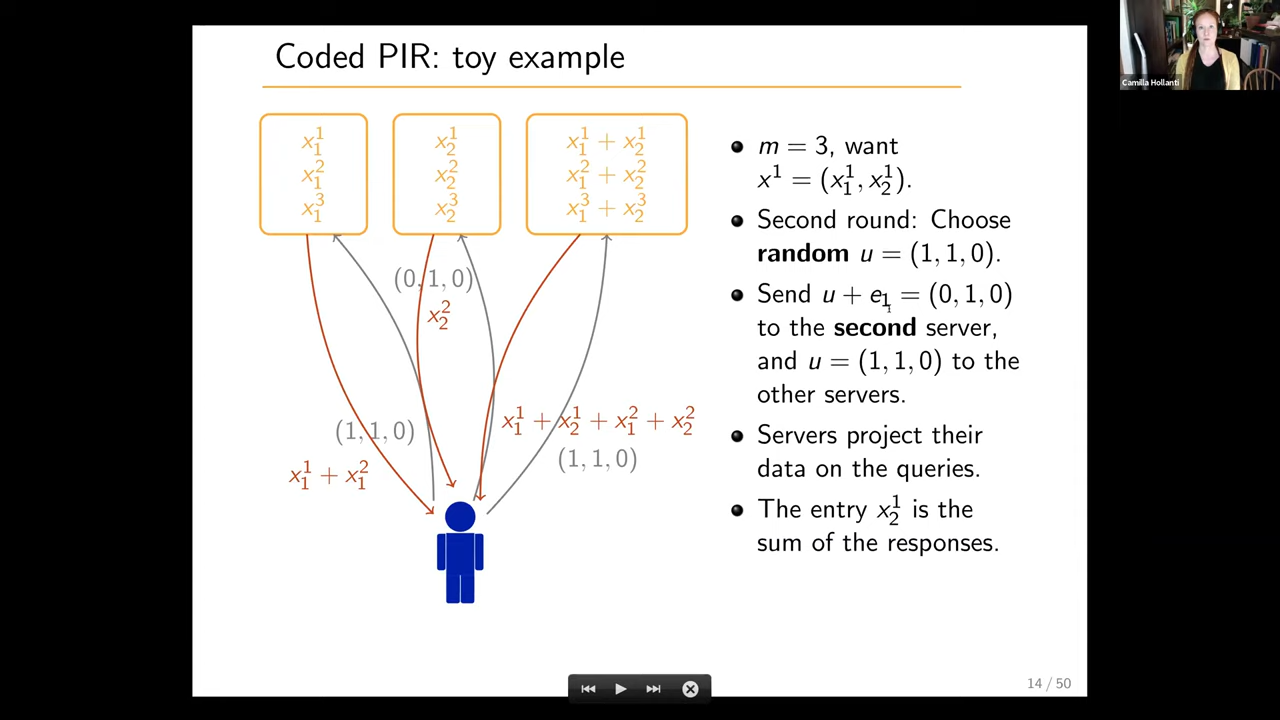 Coded PIR: toy example
Camilla Hollanti
x₁¹
x₁²
x₁³
x₂¹
x₂²
x₂³
x₁¹ + x₂¹
x₁² + x₂²
x₁³ + x₂³
(0, 1, 0)
x₂²
(1, 1, 0)
x₁¹ + x₁²
x₁¹ + x₂¹ + x₁² + x₂²
(1, 1, 0)
• m = 3, want
x¹ = (x₁¹, x₂¹).
• Second round: Choose
random u = (1, 1, 0).
• Send u + e₁ = (0, 1, 0)
to the second server,
and u = (1, 1, 0) to the
other servers.
• Servers project their
data on the queries.
• The entry x₂¹ is the
sum of the responses.
14 / 50